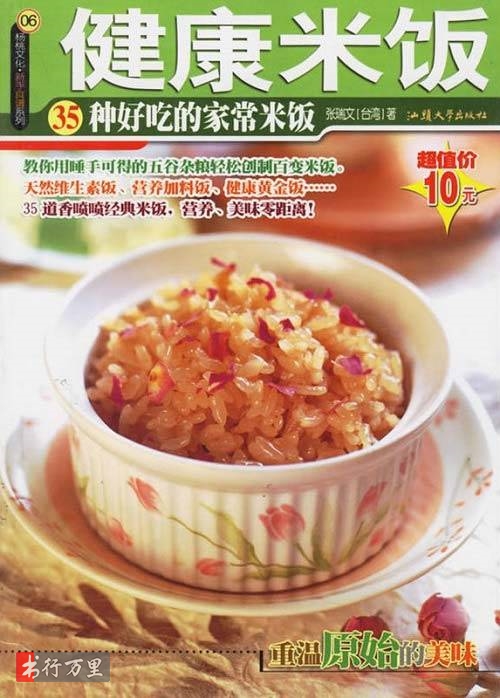 06
杨桃文化·新手食谱系列
健康米饭
35种好吃的家常米饭
张瑞文[台湾]著
汕头大学出版社
教你用唾手可得的五谷杂粮轻松创制百变米饭。
天然维生素饭、营养加料饭、健康黄金饭……
35道香喷喷经典米饭，营养、美味零距离！
超值价
10元
重温原始的美味
书行万里